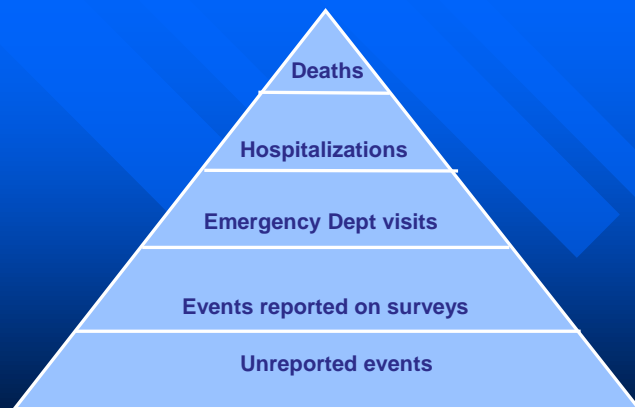 Deaths
Hospitalizations
Emergency Dept visits
Events reported on surveys
Unreported events